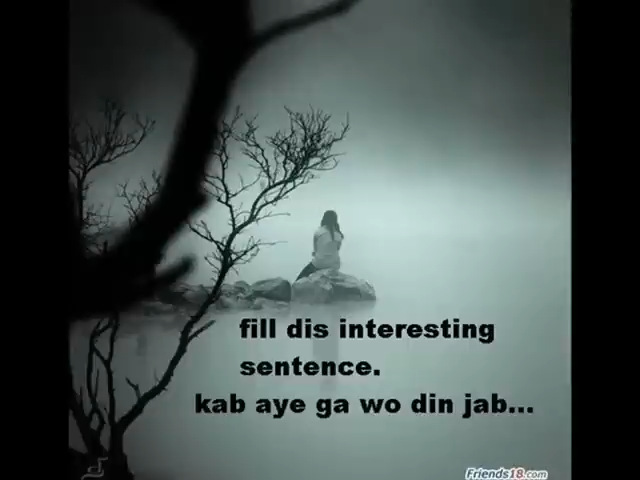 fill dis interesting
sentence.
kab aye ga wo din jab...
Friends18.com